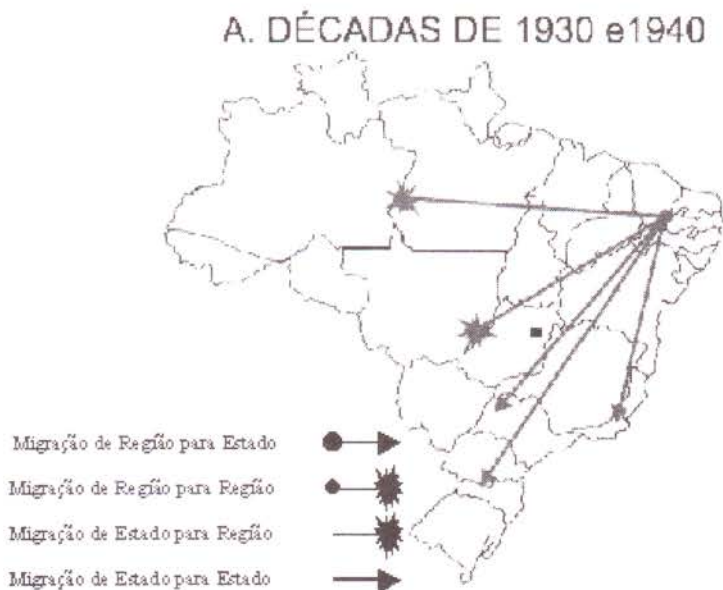 A. DÉCADAS DE 1930 e1940
Migração de Região para Estado
Migração de Região para Região
Migração de Estado para Região
Migração de Estado para Estado